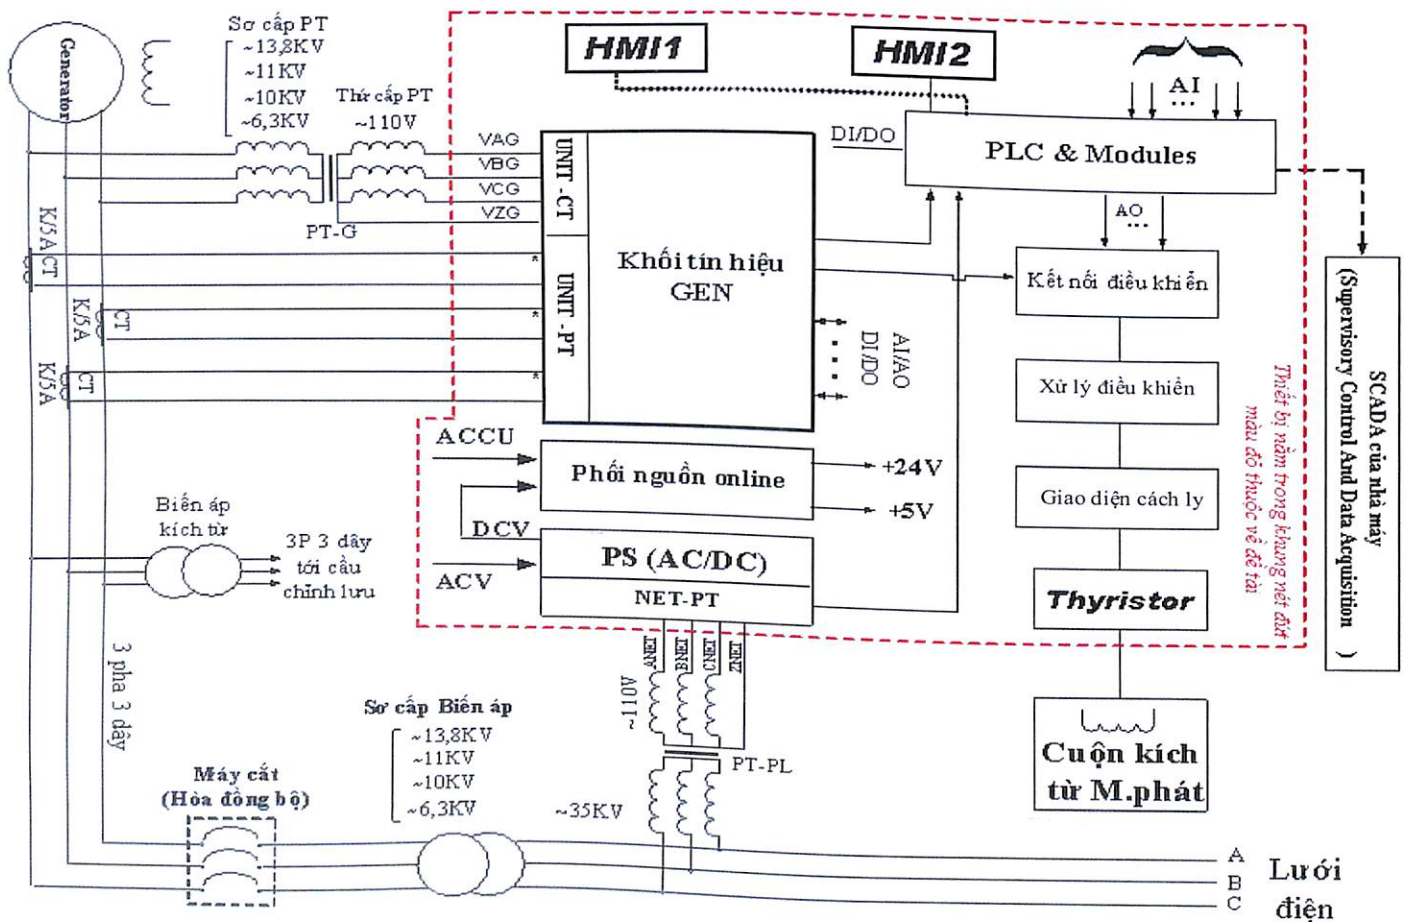 Generator
Sơ cấp PT
~13,8KV
~11KV
~10KV
~6,3KV
Thứ cấp PT
~110V
VAG
VBG
VCG
VZG
PT-G
K/5A
CT
K/5A
CT
K/5A
CT
UNIT - CT
UNIT - PT
*
*
*
Khối tín hiệu
GEN
HMI1
HMI2
AI
...
DI/DO
PLC & Modules
AO
...
Kết nối điều khiễn
Xử lý điều khiển
Giao diện cách ly
Thyristor
Cuộn kích
từ M.phát
AI/AO
DI/DO
ACCU
Phối nguồn online
+24V
+5V
DCV
ACV
PS (AC/DC)
NET-PT
~110V
PT-PL
~35KV
Thiết bị nằm trong khung nét đứt
màu đỏ thuộc về đề tài
SCADA của nhà máy
(Supervisory Control And Data Acquisition )
Biến áp
kích từ
3P 3 dây
tới cầu
chỉnh lưu
3 pha 3 dây
Máy cắt
(Hòa đồng bộ)
Sơ cấp Biến áp
~13,8KV
~11KV
~10KV
~6,3KV
A
B
C
Lưới
điện